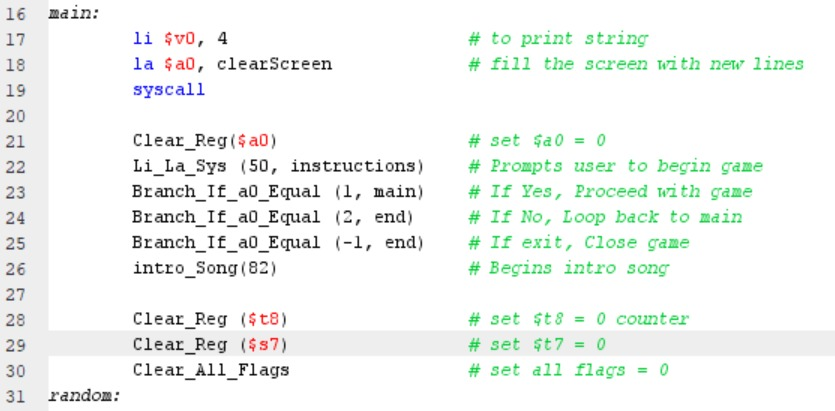 16 main:
17 li $v0, 4 # to print string
18 la $a0, clearScreen # fill the screen with new lines
19 syscall
20
21 Clear_Reg($a0) # set $a0 = 0
22 Li_La_Sys (50, instructions) # Prompts user to begin game
23 Branch_If_a0_Equal (1, main) # If Yes, Proceed with game
24 Branch_If_a0_Equal (2, end) # If No, Loop back to main
25 Branch_If_a0_Equal (-1, end) # If exit, Close game
26 intro_Song(82) # Begins intro song
27
28 Clear_Reg ($t8) # set $t8 = 0 counter
29 Clear_Reg ($s7) # set $t7 = 0
30 Clear_All_Flags # set all flags = 0
31 random: